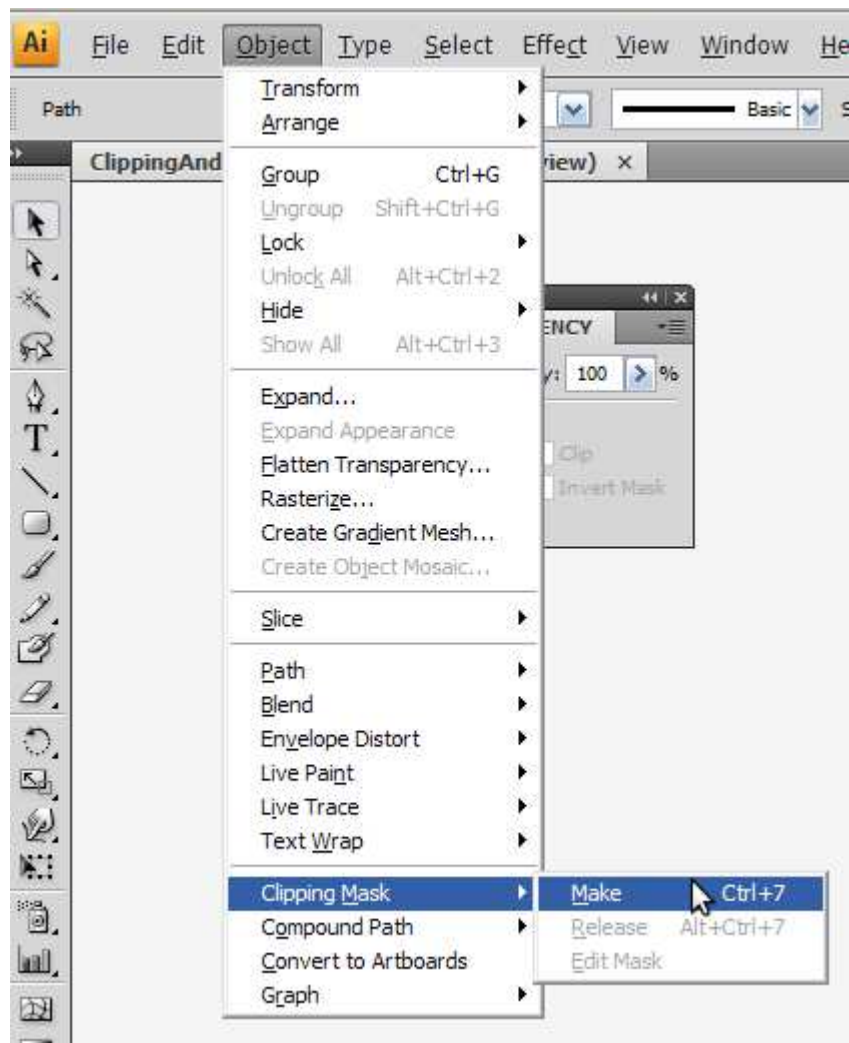 Ai File Edit Object Type Select Effect View Window He
Path Basic S
ClippingAnd view) ×
Transform
Arrange
Group Ctrl+G
Ungroup Shift+Ctrl+G
Lock
Unlock All Alt+Ctrl+2
Hide
Show All Alt+Ctrl+3
ENCY
y: 100 %
Expand...
Expand Appearance
Flatten Transparency...
Rasterize...
Create Gradient Mesh...
Create Object Mosaic...
Clip
Invert Mask
Slice
Path
Blend
Envelope Distort
Live Paint
Live Trace
Text Wrap
Clipping Mask
Compound Path
Convert to Artboards
Graph
Make Ctrl+7
Release Alt+Ctrl+7
Edit Mask